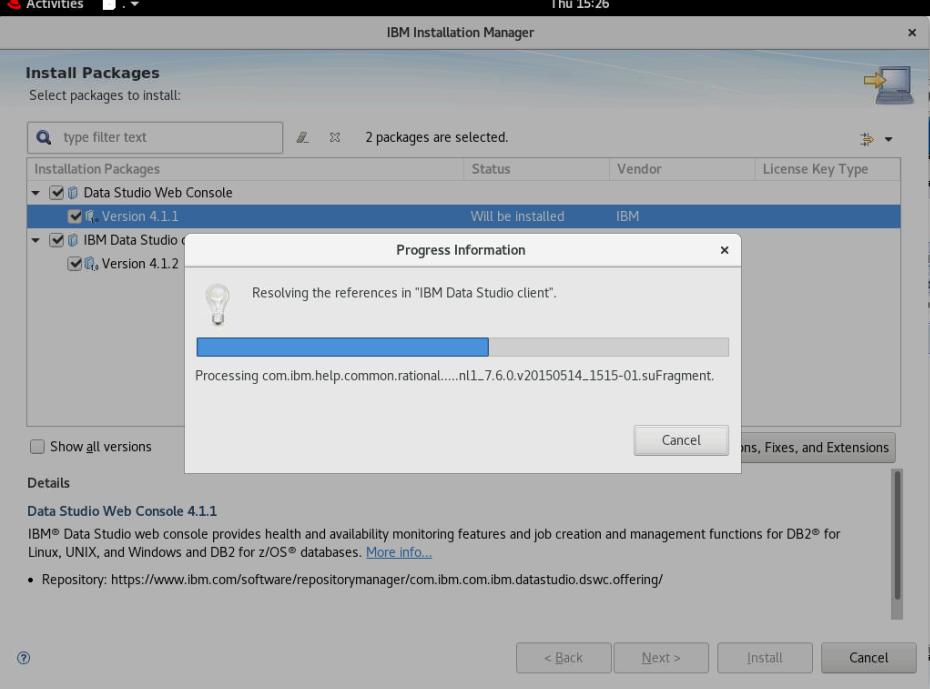 Activities
Thu 15:26
IBM Installation Manager
Install Packages
Select packages to install:
type filter text
2 packages are selected.
Installation Packages Status Vendor License Key Type
Data Studio Web Console
Version 4.1.1 Will be installed IBM
IBM Data Studio
Version 4.1.2
Progress Information
Resolving the references in "IBM Data Studio client".
Processing com.ibm.help.common.rational.....nl1_7.6.0.v20150514_1515-01.suFragment.
Cancel
Show all versions
Fixes, and Extensions
Details
Data Studio Web Console 4.1.1
IBM® Data Studio web console provides health and availability monitoring features and job creation and management functions for DB2® for
Linux, UNIX, and Windows and DB2 for z/OS® databases. More info...
• Repository: https://www.ibm.com/software/repositorymanager/com.ibm.com.ibm.datastudio.dswc.offering/
< Back Next > Install Cancel